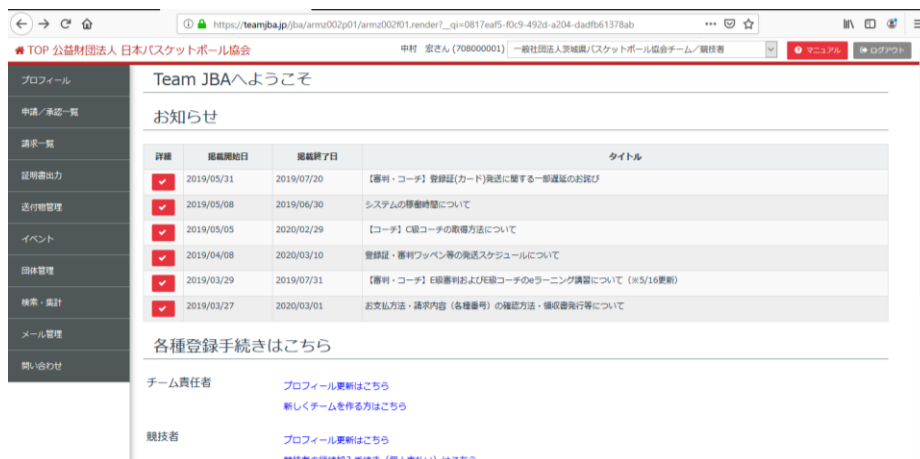 https://teamjba.jp/jba/armz002p01/armz002f01.render?_qi=0817eaf5-f0c9-492d-a204-dadfb61378ab
TOP 公益財団法人 日本バスケットボール協会
中村 宏さん (708000001)
一般社団法人茨城県バスケットボール協会チーム／競技者
マニュアル
ログアウト
プロフィール
申請／承認一覧
請求一覧
証明書出力
送付物管理
イベント
団体管理
検索・集計
メール管理
問い合わせ
Team JBAへようこそ
お知らせ
詳細 掲載開始日 掲載終了日 タイトル
2019/05/31 2019/07/20 【審判・コーチ】登録証(カード)発送に関する一部遅延のお詫び
2019/05/08 2019/06/30 システムの稼働時間について
2019/05/05 2020/02/29 【コーチ】C級コーチの取得方法について
2019/04/08 2020/03/10 登録証・審判ワッペン等の発送スケジュールについて
2019/03/29 2019/07/31 【審判・コーチ】E級審判およびE級コーチのeラーニング講習について（※5/16更新）
2019/03/27 2020/03/01 お支払方法・請求内容（各種番号）の確認方法・領収書発行等について
各種登録手続きはこちら
チーム責任者
プロフィール更新はこちら
新しくチームを作る方はこちら
競技者
プロフィール更新はこちら